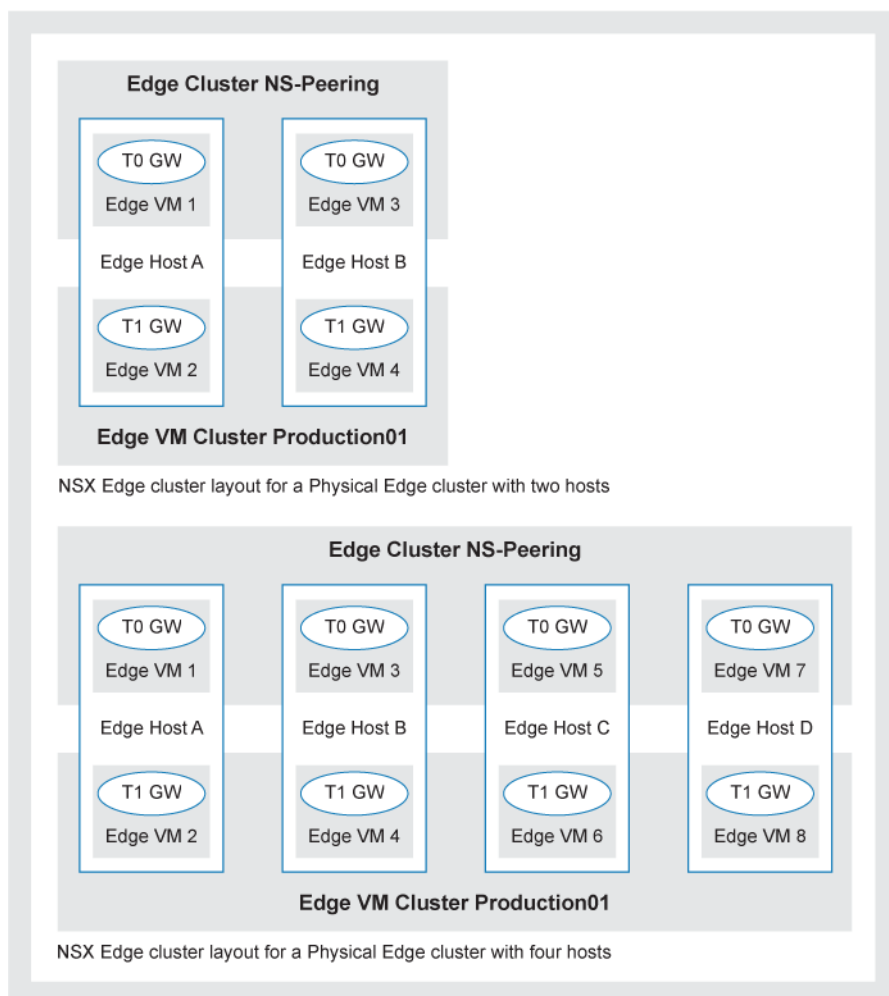 Edge Cluster NS-Peering
T0 GW
Edge VM 1
T0 GW
Edge VM 3
Edge Host A
Edge Host B
T1 GW
Edge VM 2
T1 GW
Edge VM 4
Edge VM Cluster Production01
NSX Edge cluster layout for a Physical Edge cluster with two hosts
Edge Cluster NS-Peering
T0 GW
Edge VM 1
T0 GW
Edge VM 3
T0 GW
Edge VM 5
T0 GW
Edge VM 7
Edge Host A
Edge Host B
Edge Host C
Edge Host D
T1 GW
Edge VM 2
T1 GW
Edge VM 4
T1 GW
Edge VM 6
T1 GW
Edge VM 8
Edge VM Cluster Production01
NSX Edge cluster layout for a Physical Edge cluster with four hosts